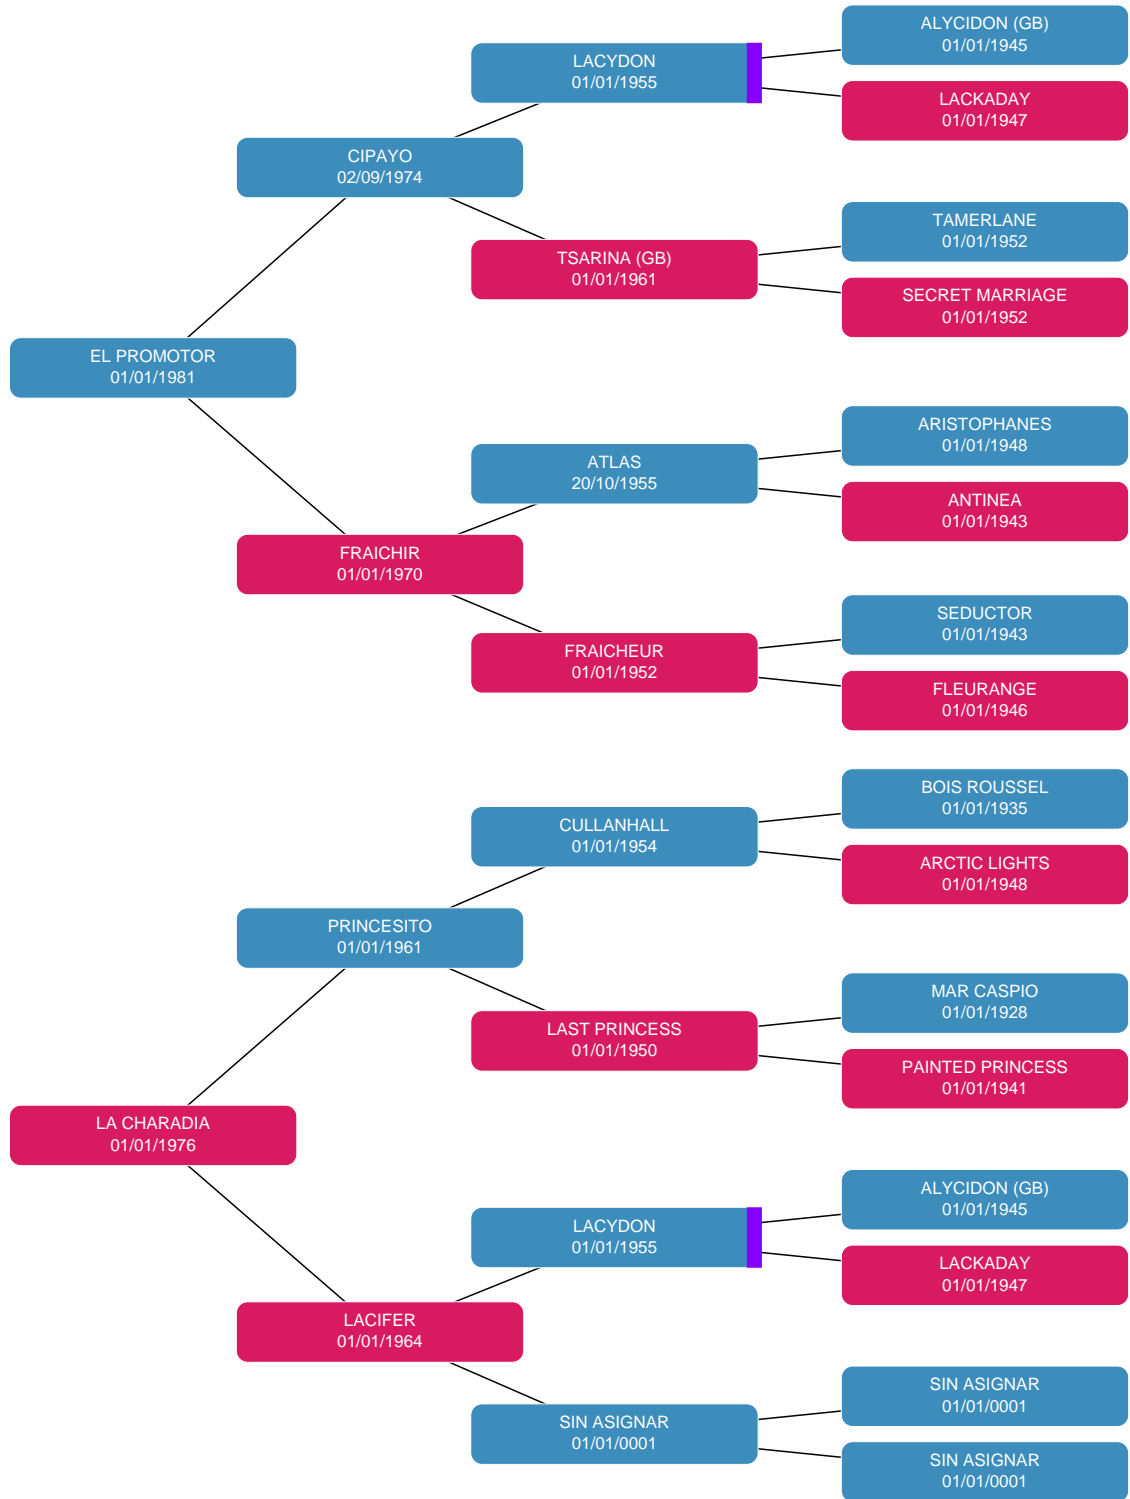 ALYCIDON (GB)
01/01/1945
LACYDON
01/01/1955
LACKADAY
01/01/1947
CIPAYO
02/09/1974
TAMERLANE
01/01/1952
TSARINA (GB)
01/01/1961
SECRET MARRIAGE
01/01/1952
EL PROMOTOR
01/01/1981
ARISTOPHANES
01/01/1948
ATLAS
20/10/1955
ANTINEA
01/01/1943
FRAICHIR
01/01/1970
SEDUCTOR
01/01/1943
FRAICHEUR
01/01/1952
FLEURANGE
01/01/1946
BOIS ROUSSEL
01/01/1935
CULLANHALL
01/01/1954
ARCTIC LIGHTS
01/01/1948
PRINCESITO
01/01/1961
MAR CASPIO
01/01/1928
LAST PRINCESS
01/01/1950
PAINTED PRINCESS
01/01/1941
LA CHARADIA
01/01/1976
ALYCIDON (GB)
01/01/1945
LACYDON
01/01/1955
LACKADAY
01/01/1947
LACIFER
01/01/1964
SIN ASIGNAR
01/01/0001
SIN ASIGNAR
01/01/0001
SIN ASIGNAR
01/01/0001